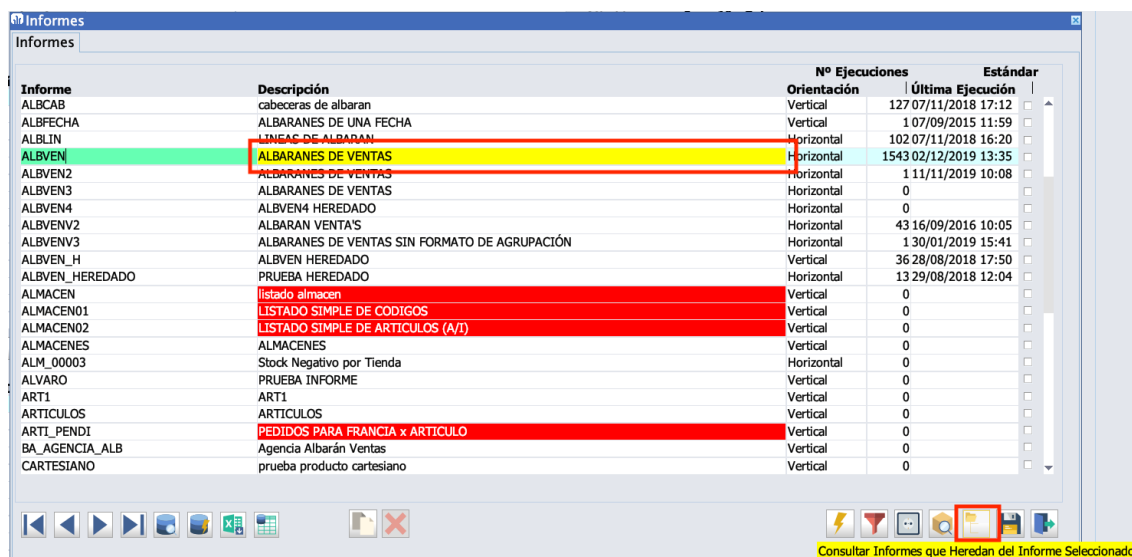 Informes
Informes
Nº Ejecuciones Estándar
Informe Descripción Orientación Última Ejecución
ALBCAB cabeceras de albaran Vertical 127 07/11/2018 17:12
ALBFECHA ALBARANES DE UNA FECHA Vertical 1 07/09/2015 11:59
ALBLIN LINEAS DE ALBARAN Horizontal 102 07/11/2018 16:20
ALBVEN ALBARANES DE VENTAS Horizontal 1543 02/12/2019 13:35
ALBVEN2 ALBARANES DE VENTAS Horizontal 1 11/11/2019 10:08
ALBVEN3 ALBARANES DE VENTAS Horizontal 0
ALBVEN4 ALBVEN4 HEREDADO Horizontal 0
ALBVENV2 ALBARAN VENTA'S Horizontal 43 16/09/2016 10:05
ALBVENV3 ALBARANES DE VENTAS SIN FORMATO DE AGRUPACIÓN Horizontal 1 30/01/2019 15:41
ALBVEN_H ALBVEN HEREDADO Vertical 36 28/08/2018 17:50
ALBVEN_HEREDADO PRUEBA HEREDADO Horizontal 13 29/08/2018 12:04
ALMACEN listado almacen Vertical 0
ALMACEN01 LISTADO SIMPLE DE CODIGOS Vertical 0
ALMACEN02 LISTADO SIMPLE DE ARTICULOS (A/I) Vertical 0
ALMACENES ALMACENES Vertical 0
ALM_00003 Stock Negativo por Tienda Horizontal 0
ALVARO PRUEBA INFORME Vertical 0
ART1 ART1 Vertical 0
ARTICULOS ARTICULOS Vertical 0
ARTI_PENDI PEDIDOS PARA FRANCIA x ARTICULO Vertical 0
BA_AGENCIA_ALB Agencia Albarán Ventas Vertical 0
CARTESIANO prueba producto cartesiano Vertical 0
Consultar Informes que Heredan del Informe Seleccionado